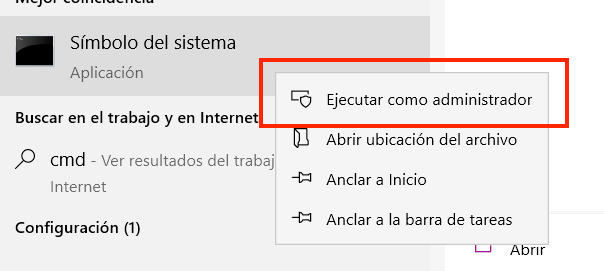 Mejor coincidencia
Símbolo del sistema
Aplicación
Ejecutar como administrador
Buscar en el trabajo y en Internet
Abrir ubicación del archivo
cmd - Ver resultados del trabaj
Internet
Anclar a Inicio
Anclar a la barra de tareas
Configuración (1)
Abrir